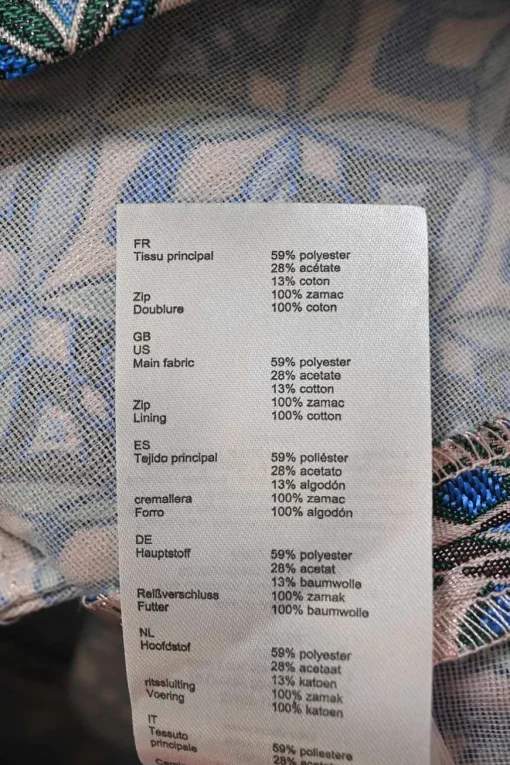 FR
Tissu principal 59% polyester
28% acétate
13% coton
Zip 100% zamac
Doublure 100% coton
GB
US
Main fabric 59% polyester
28% acetate
13% cotton
Zip 100% zamac
Lining 100% cotton
ES
Tejido principal 59% poliéster
28% acetato
13% algodón
cremallera 100% zamac
Forro 100% algodón
DE
Hauptstoff 59% polyester
28% acetat
13% baumwolle
Reißverschluss 100% zamak
Futter 100% baumwolle
NL
Hoofdstof 59% polyester
28% acetaat
ritssluiting 13% katoen
Voering 100% zamak
100% katoen
IT
Tessuto
principale 59% poliestere
28%